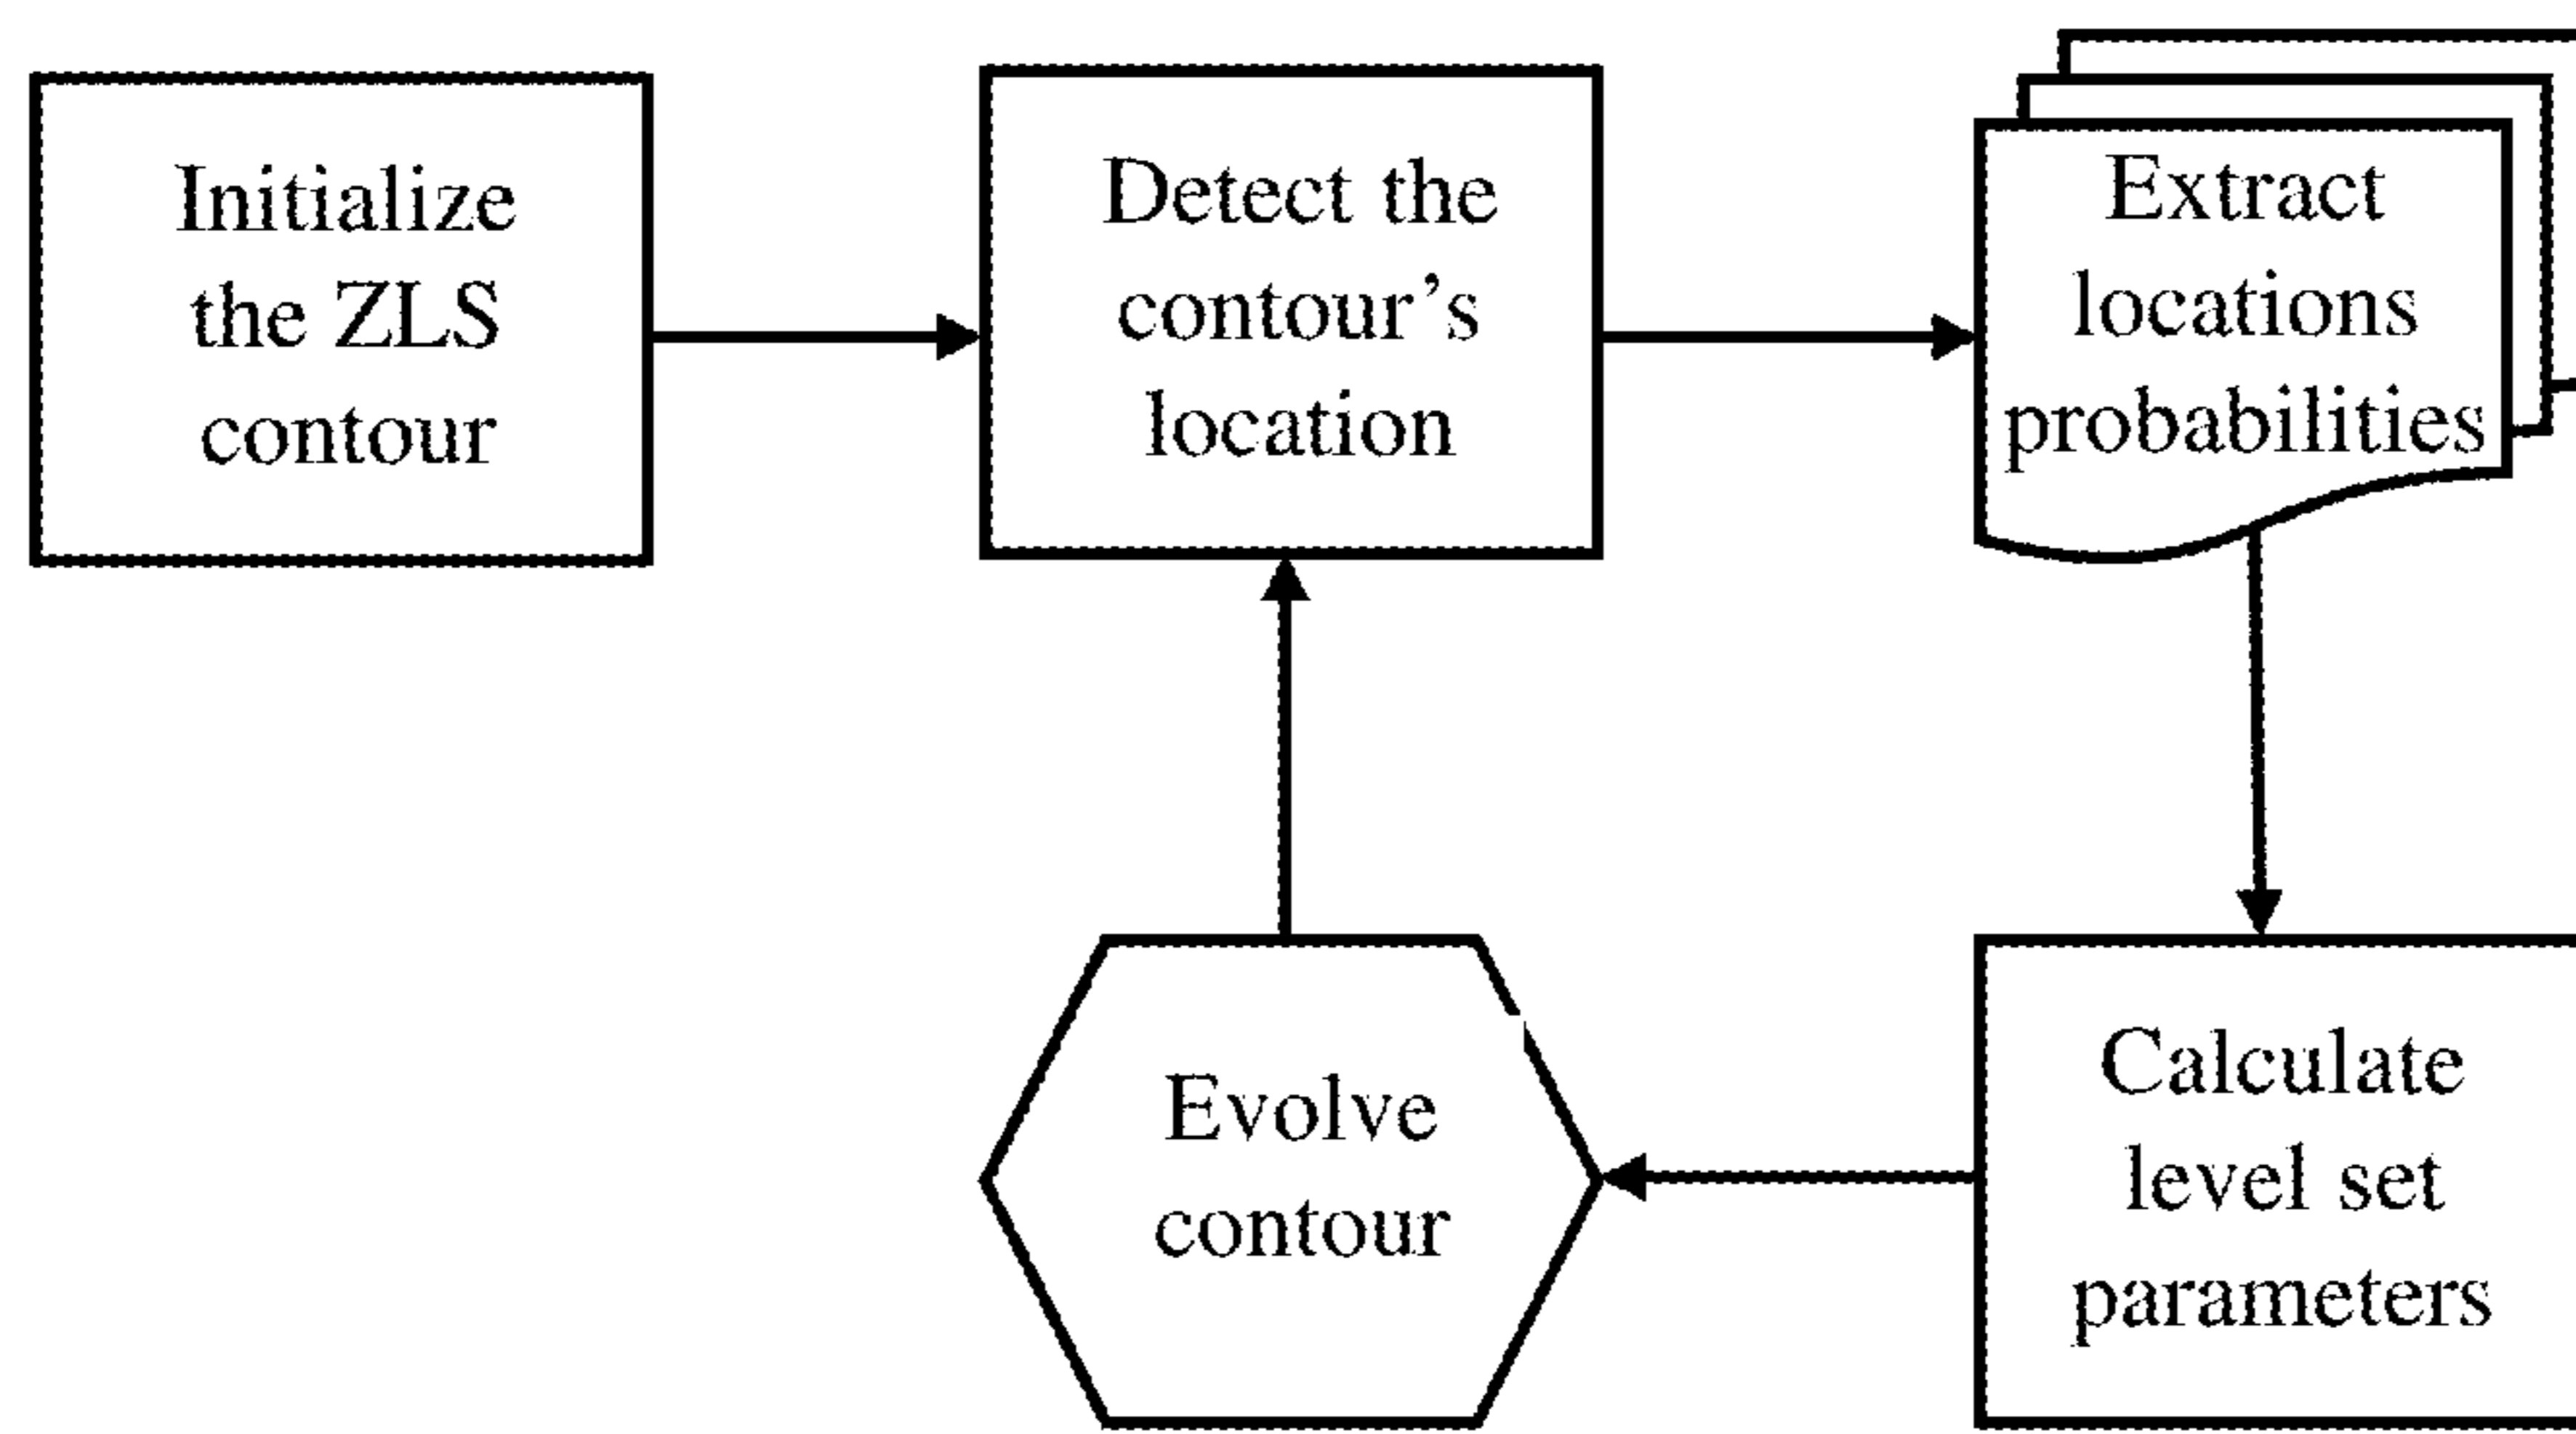 Initialize
the ZLS
contour
Detect the
contour’s
location
Extract
locations
probabilities
Calculate
level set
parameters
Evolve
contour